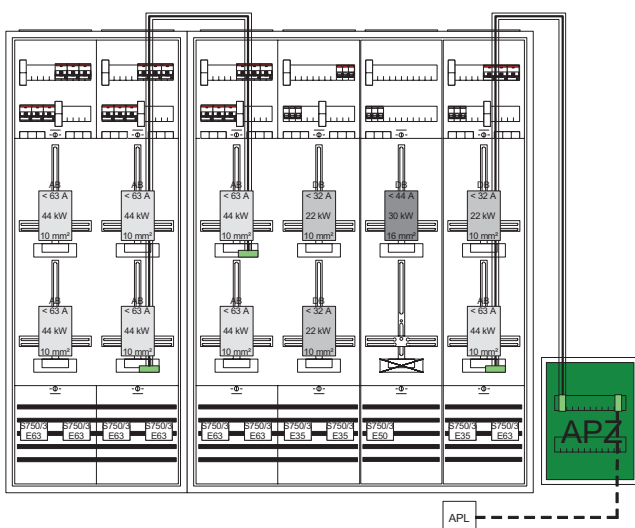 AB AB AB DB DB DB
< 63 A < 63 A < 63 A < 32 A < 44 A < 32 A
44 kW 44 kW 44 kW 22 kW 30 kW 22 kW
10 mm² 10 mm² 10 mm² 10 mm² 16 mm² 10 mm²
AB AB AB DB AB
< 63 A < 63 A < 63 A < 32 A < 63 A
44 kW 44 kW 44 kW 22 kW 44 kW
10 mm² 10 mm² 10 mm² 10 mm² 10 mm²
S750/3 S750/3 S750/3 S750/3 S750/3 S750/3 S750/3 S750/3 S750/3 S750/3 S750/3
E63 E63 E63 E63 E63 E63 E35 E35 E50 E35 E63
APZ
APL